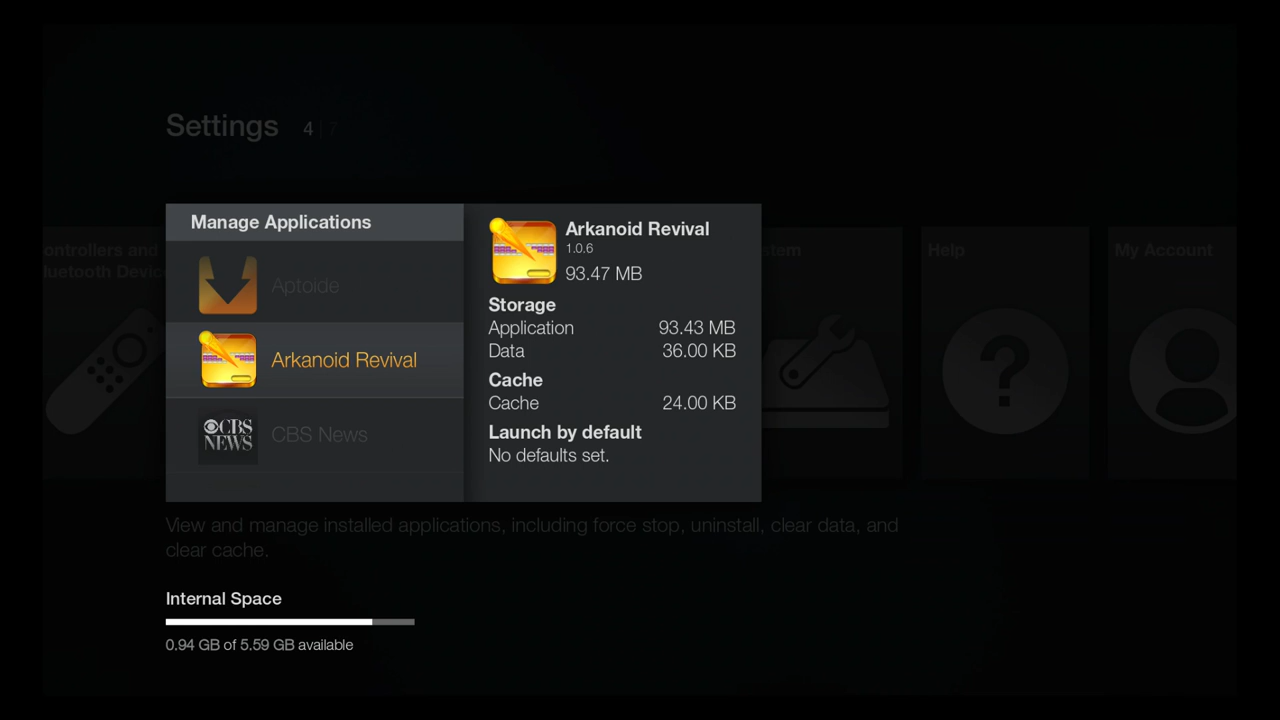 Settings 4 | 7
Manage Applications
Aptoide
Arkanoid Revival
CBS News
CBS NEWS
Arkanoid Revival
1.0.6
93.47 MB
Storage
Application 93.43 MB
Data 36.00 KB
Cache
Cache 24.00 KB
Launch by default
No defaults set.
ontrollers and
luetooth Devic
stem
Help
My Account
View and manage installed applications, including force stop, uninstall, clear data, and
clear cache.
Internal Space
0.94 GB of 5.59 GB available